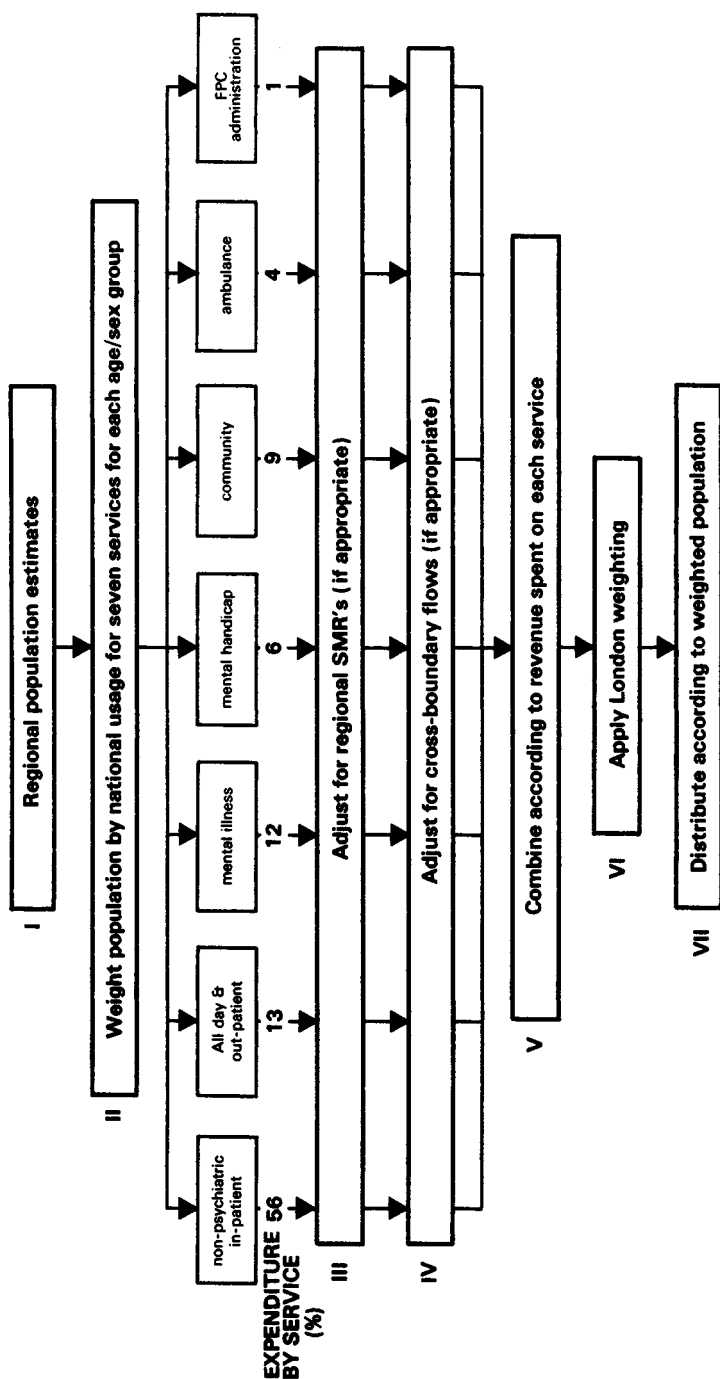 I
Regional population estimates
II
Weight population by national usage for seven services for each age/sex group
non-psychiatric
in-patient
All day &
out-patient
mental illness
mental handicap
community
ambulance
FPC
administration
EXPENDITURE
BY SERVICE
(%)
56
13
12
6
9
4
1
III
Adjust for regional SMR's (if appropriate)
IV
Adjust for cross-boundary flows (if appropriate)
V
Combine according to revenue spent on each service
VI
Apply London weighting
VII
Distribute according to weighted population